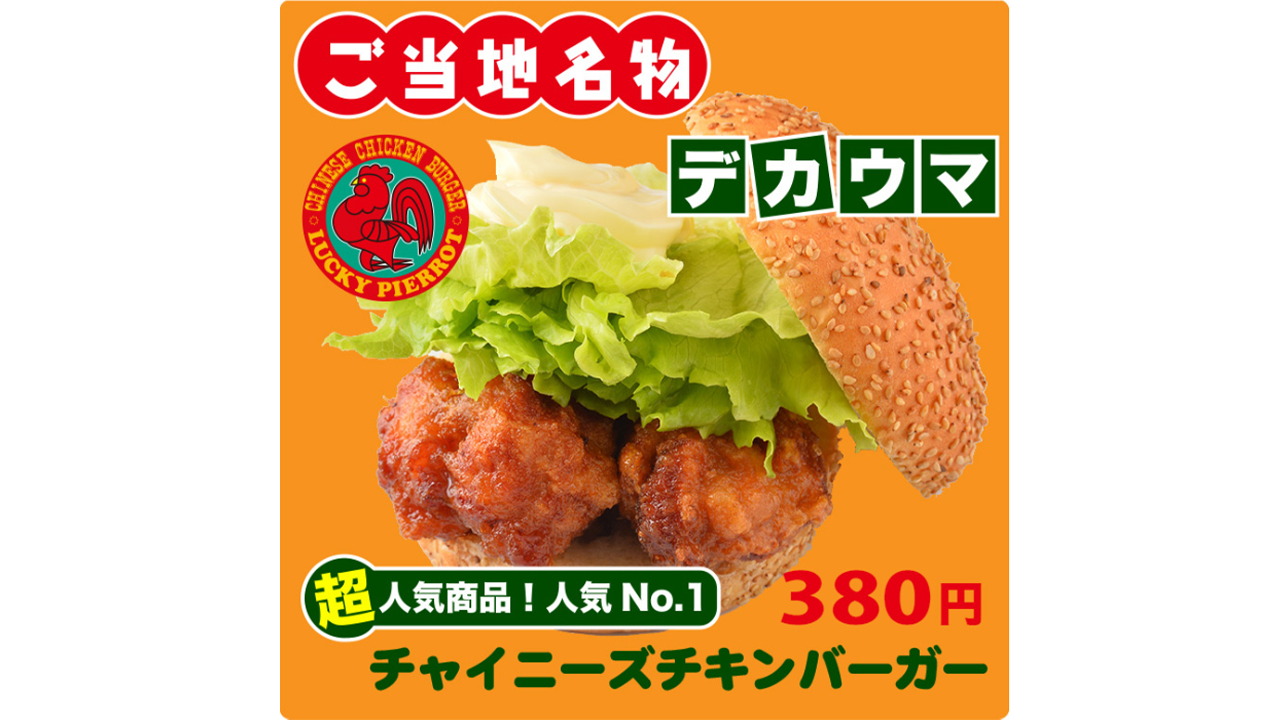 ご当地名物
デカウマ
CHINESE CHICKEN BURGER
LUCKY PIERROT
超人気商品！人気No.1
380円
チャイニーズチキンバーガー